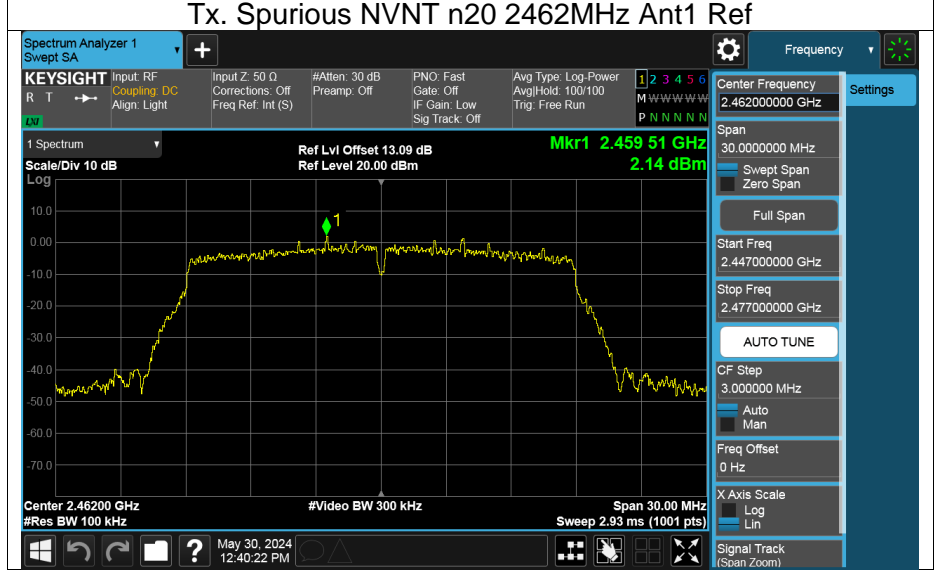 Tx. Spurious NVNT n20 2462MHz Ant1 Ref
Spectrum Analyzer 1
Swept SA
+
Frequency
KEYSIGHT
R T
LXI
Input: RF
Coupling: DC
Align: Light
Input Z: 50 Ω
Corrections: Off
Freq Ref: Int (S)
#Atten: 30 dB
Preamp: Off
PNO: Fast
Gate: Off
IF Gain: Low
Sig Track: Off
Avg Type: Log-Power
Avg|Hold: 100/100
Trig: Free Run
1 2 3 4 5 6
M W W W W W
P N N N N N
1 Spectrum
Scale/Div 10 dB
Log
Ref Lvl Offset 13.09 dB
Ref Level 20.00 dBm
Mkr1 2.459 51 GHz
2.14 dBm
1
10.0
0.00
-10.0
-20.0
-30.0
-40.0
-50.0
-60.0
-70.0
Center 2.46200 GHz
#Res BW 100 kHz
#Video BW 300 kHz
Span 30.00 MHz
Sweep 2.93 ms (1001 pts)
Center Frequency
2.462000000 GHz
Span
30.0000000 MHz
Swept Span
Zero Span
Full Span
Start Freq
2.447000000 GHz
Stop Freq
2.477000000 GHz
AUTO TUNE
CF Step
3.000000 MHz
Auto
Man
Freq Offset
0 Hz
X Axis Scale
Log
Lin
Signal Track
(Span Zoom)
Settings
?
May 30, 2024
12:40:22 PM